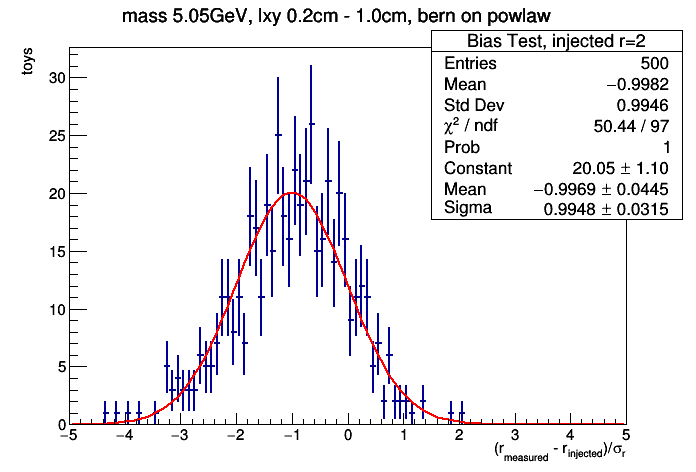 mass 5.05GeV, lxy 0.2cm - 1.0cm, bern on powlaw
Bias Test, injected r=2
Entries 500
Mean −0.9982
Std Dev 0.9946
χ² / ndf 50.44 / 97
Prob 1
Constant 20.05 ± 1.10
Mean −0.9969 ± 0.0445
Sigma 0.9948 ± 0.0315
toys
30
25
20
15
10
5
0
−5 −4 −3 −2 −1 0 1 2 3 4 5
(r_measured - r_injected)/σ_r